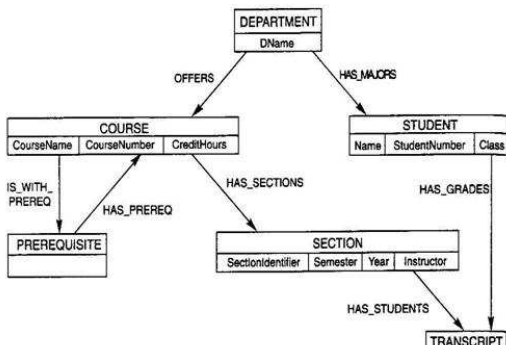 DEPARTMENT
DName
OFFERS
HAS_MAJORS
COURSE
CourseName CourseNumber CreditHours
STUDENT
Name StudentNumber Class
IS_WITH_
PREREQ
HAS_PREREQ
HAS_SECTIONS
HAS_GRADES
PREREQUISITE
SECTION
SectionIdentifier Semester Year Instructor
HAS_STUDENTS
TRANSCRIPT